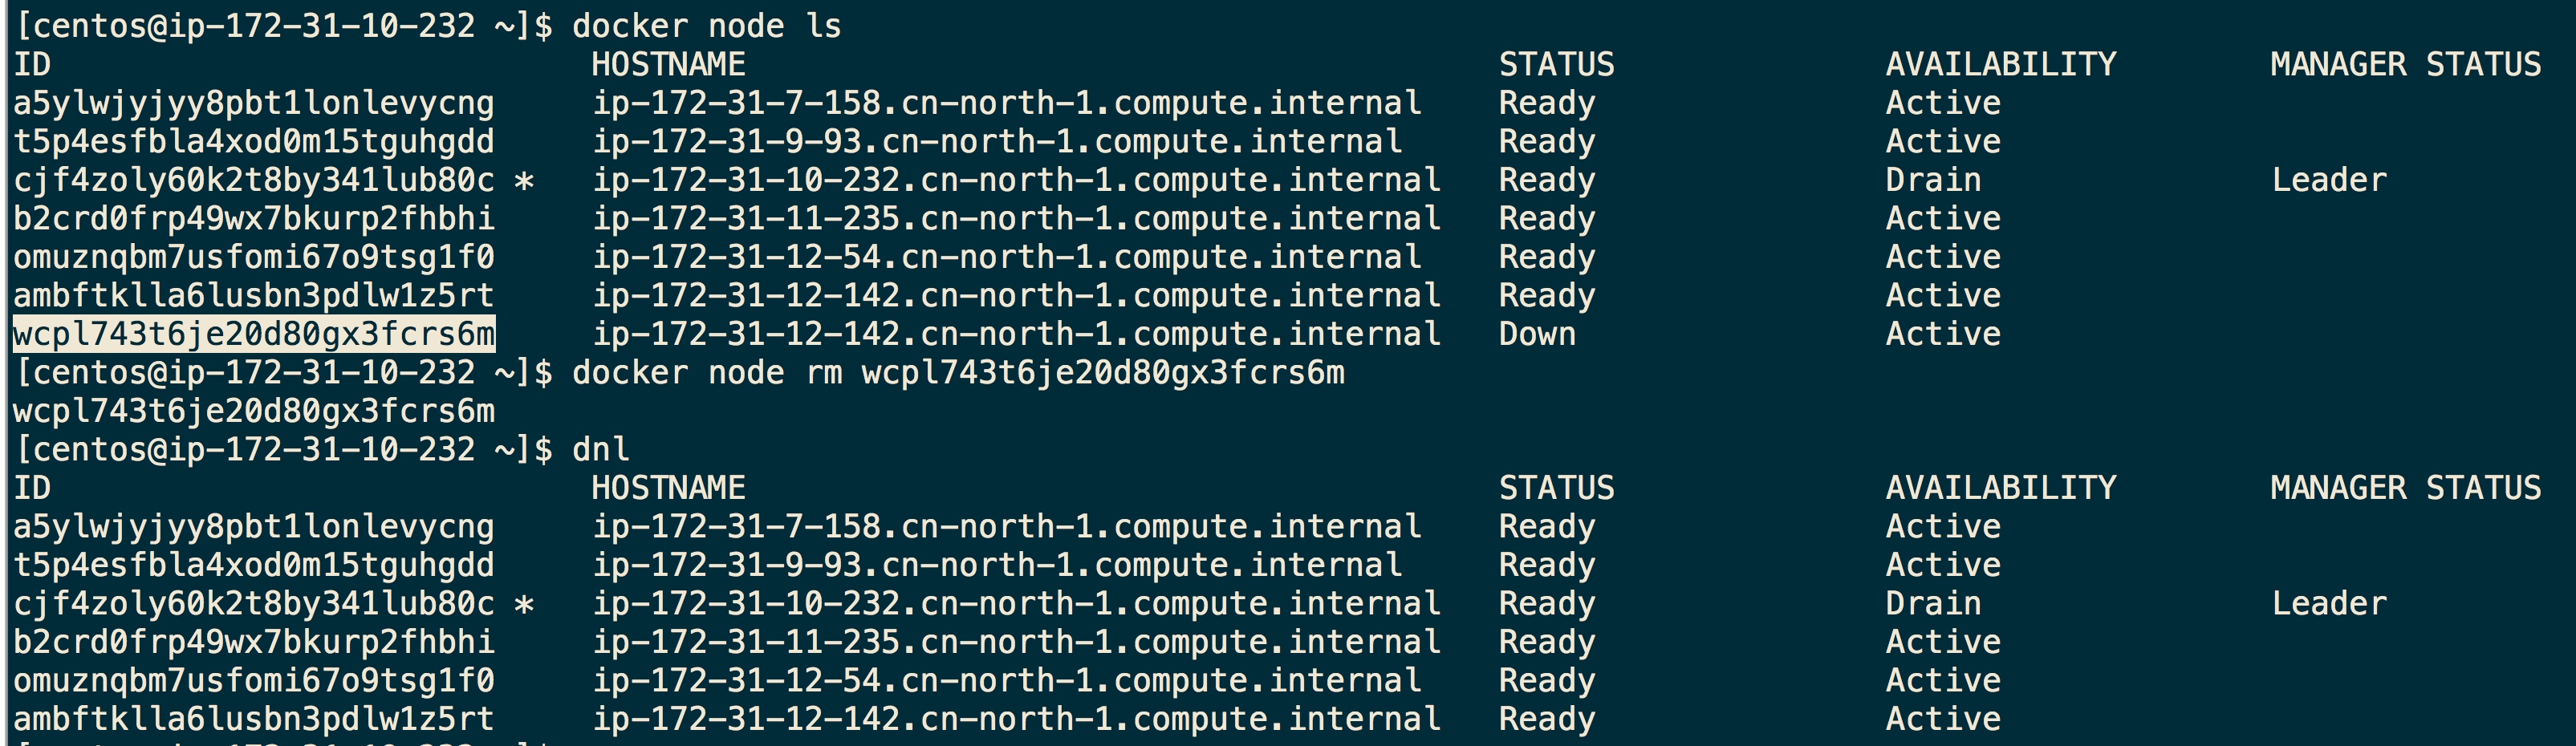 [centos@ip-172-31-10-232 ~]$ docker node ls
ID HOSTNAME STATUS AVAILABILITY MANAGER STATUS
a5ylwjyjyy8pbt1lonlevycng ip-172-31-7-158.cn-north-1.compute.internal Ready Active
t5p4esfbla4xod0m15tguhgdd ip-172-31-9-93.cn-north-1.compute.internal Ready Active
cjf4zoly60k2t8by341lub80c * ip-172-31-10-232.cn-north-1.compute.internal Ready Drain Leader
b2crd0frp49wx7bkurp2fhbhi ip-172-31-11-235.cn-north-1.compute.internal Ready Active
omuznqbm7usfomi67o9tsg1f0 ip-172-31-12-54.cn-north-1.compute.internal Ready Active
ambftklla6lusbn3pdlw1z5rt ip-172-31-12-142.cn-north-1.compute.internal Ready Active
wcpl743t6je20d80gx3fcrs6m ip-172-31-12-142.cn-north-1.compute.internal Down Active
[centos@ip-172-31-10-232 ~]$ docker node rm wcpl743t6je20d80gx3fcrs6m
wcpl743t6je20d80gx3fcrs6m
[centos@ip-172-31-10-232 ~]$ dnl
ID HOSTNAME STATUS AVAILABILITY MANAGER STATUS
a5ylwjyjyy8pbt1lonlevycng ip-172-31-7-158.cn-north-1.compute.internal Ready Active
t5p4esfbla4xod0m15tguhgdd ip-172-31-9-93.cn-north-1.compute.internal Ready Active
cjf4zoly60k2t8by341lub80c * ip-172-31-10-232.cn-north-1.compute.internal Ready Drain Leader
b2crd0frp49wx7bkurp2fhbhi ip-172-31-11-235.cn-north-1.compute.internal Ready Active
omuznqbm7usfomi67o9tsg1f0 ip-172-31-12-54.cn-north-1.compute.internal Ready Active
ambftklla6lusbn3pdlw1z5rt ip-172-31-12-142.cn-north-1.compute.internal Ready Active